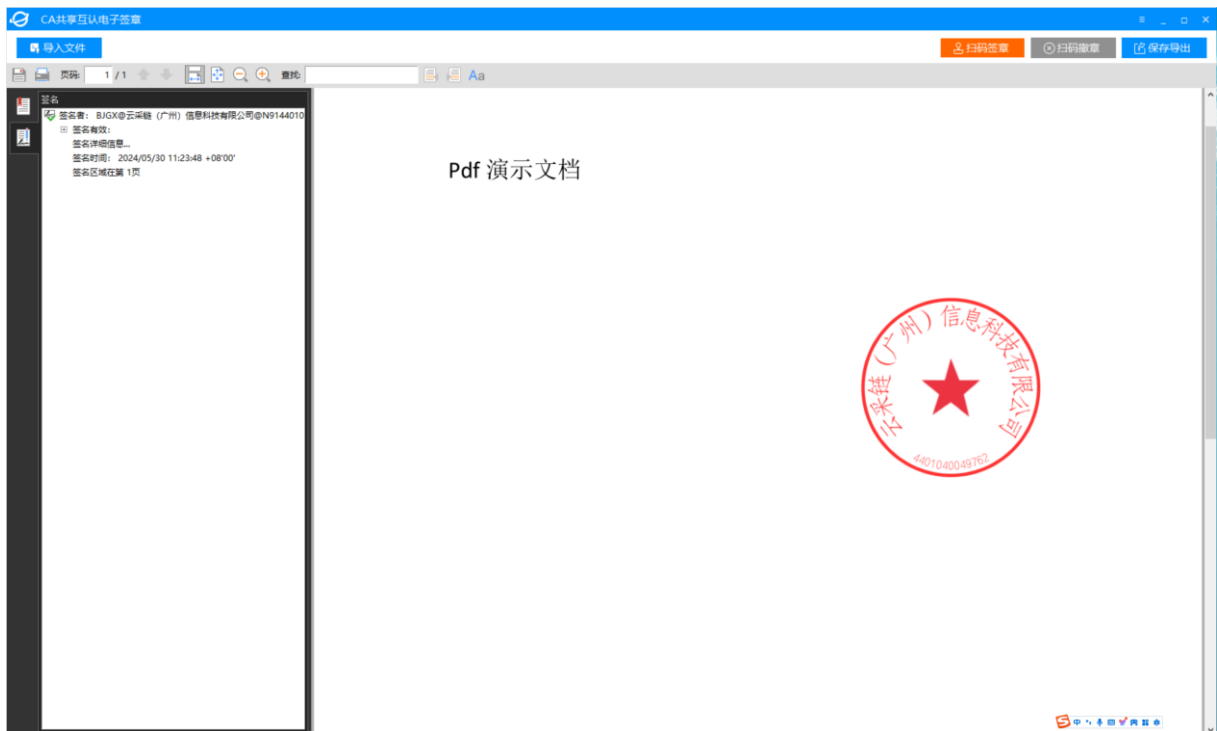 CA共享互认电子签章
导入文件
扫码签章
扫码撤章
保存导出
页码: 1 / 1
查找:
Aa
签名
签名者: BJGX@云采链（广州）信息科技有限公司@N9144010
签名有效:
签名详细信息...
签名时间: 2024/05/30 11:23:48 +08'00'
签名区域在第 1页
Pdf 演示文档
云采链（广州）信息科技有限公司
4401040049762
中